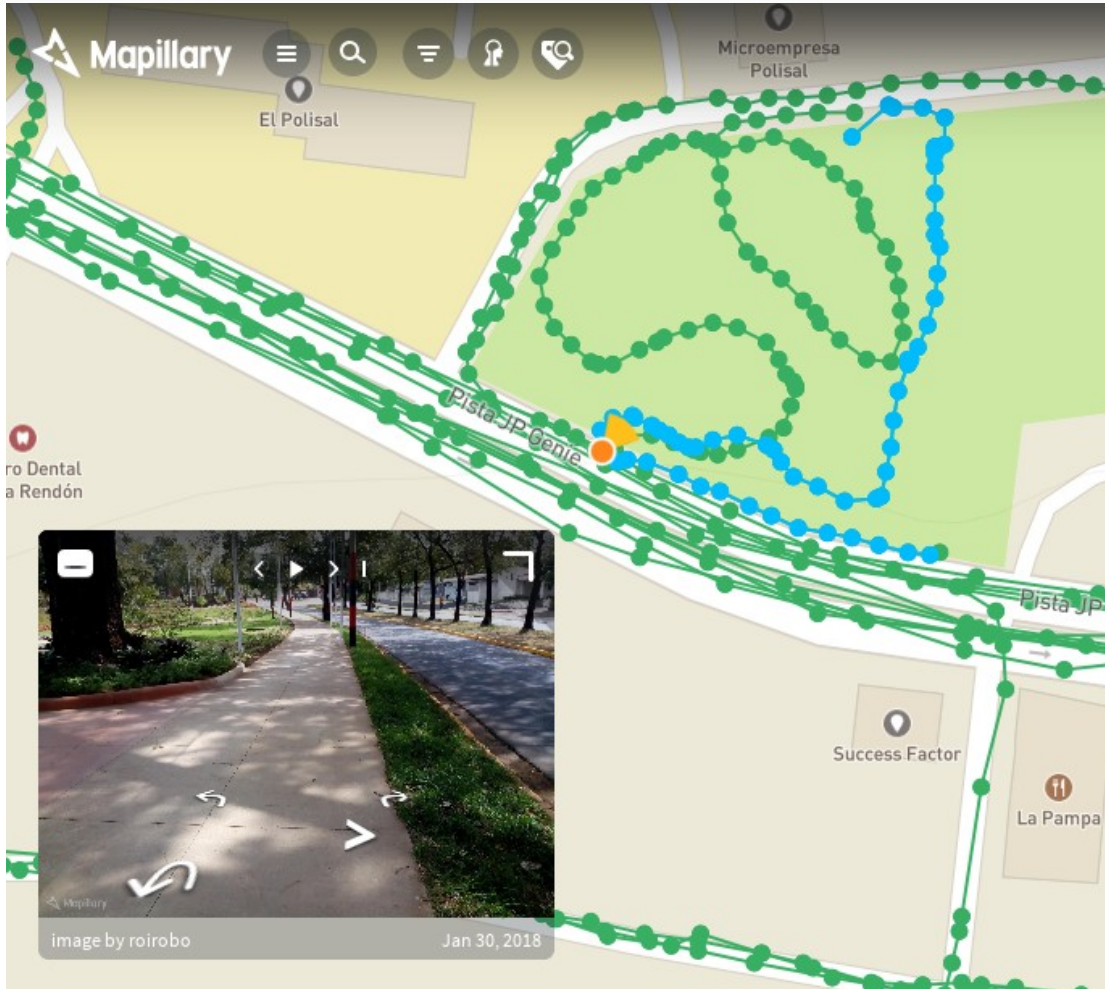 Mapillary
Microempresa
Polisal
El Polisal
Pista JP Genie
ro Dental
a Rendón
Pista JP
Success Factor
La Pampa
Mapillary
image by roirobo
Jan 30, 2018